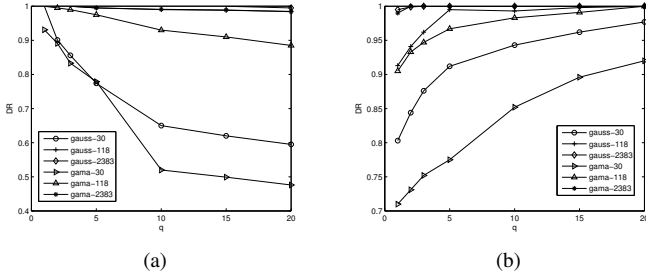 1
0.9
0.8
0.7
0.6
0.5
0.4
DR
0 5 10 15 20
q
gauss-30
gauss-118
gauss-2383
gama-30
gama-118
gama-2383
(a)
1
0.95
0.9
0.85
0.8
0.75
0.7
DR
0 5 10 15 20
q
gauss-30
gauss-118
gauss-2383
gama-30
gama-118
gama-2383
(b)